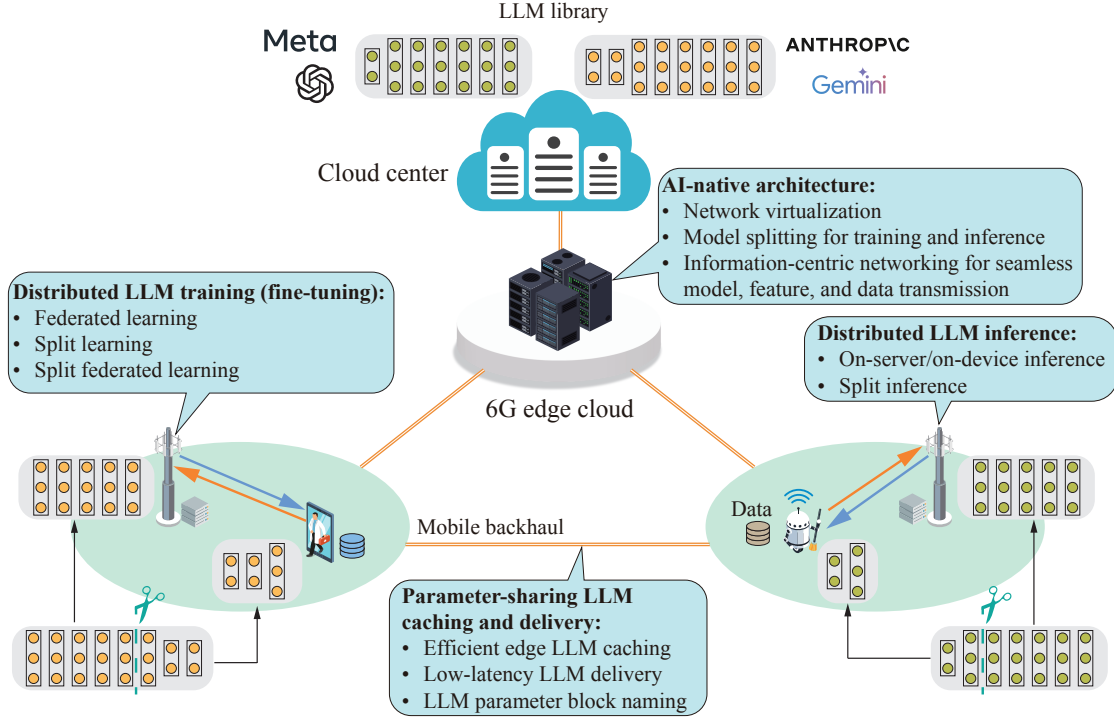 LLM library
Meta
ANTHROP\C
Gemini
Cloud center
AI-native architecture:
• Network virtualization
• Model splitting for training and inference
• Information-centric networking for seamless
model, feature, and data transmission
Distributed LLM training (fine-tuning):
• Federated learning
• Split learning
• Split federated learning
Distributed LLM inference:
• On-server/on-device inference
• Split inference
6G edge cloud
Data
Mobile backhaul
Parameter-sharing LLM
caching and delivery:
• Efficient edge LLM caching
• Low-latency LLM delivery
• LLM parameter block naming